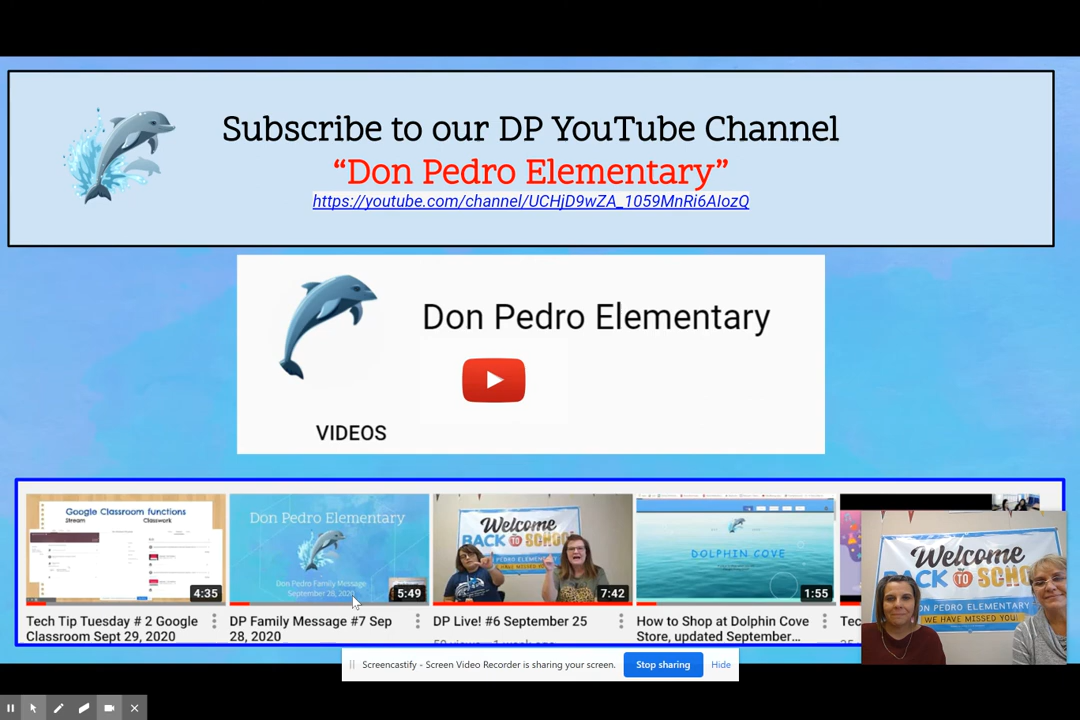 Subscribe to our DP YouTube Channel
“Don Pedro Elementary”
https://youtube.com/channel/UCHjD9wZA_1059MnRi6AIozQ
Don Pedro Elementary
VIDEOS
Google Classroom functions
Stream
Classwork
4:35
Don Pedro Elementary
Don Pedro Family Message
September 28, 2020
5:49
Welcome
BACK TO SCHOOL
7:42
DOLPHIN COVE
1:55
Tech Tip Tuesday # 2 Google
Classroom Sept 29, 2020
DP Family Message #7 Sep
28, 2020
DP Live! #6 September 25
How to Shop at Dolphin Cove
Store, updated September...
Tec
Welcome
BACK TO SCHO
DON PEDRO ELEMENTARY
WE HAVE MISSED YOU!
Screencastify - Screen Video Recorder is sharing your screen.
Stop sharing
Hide